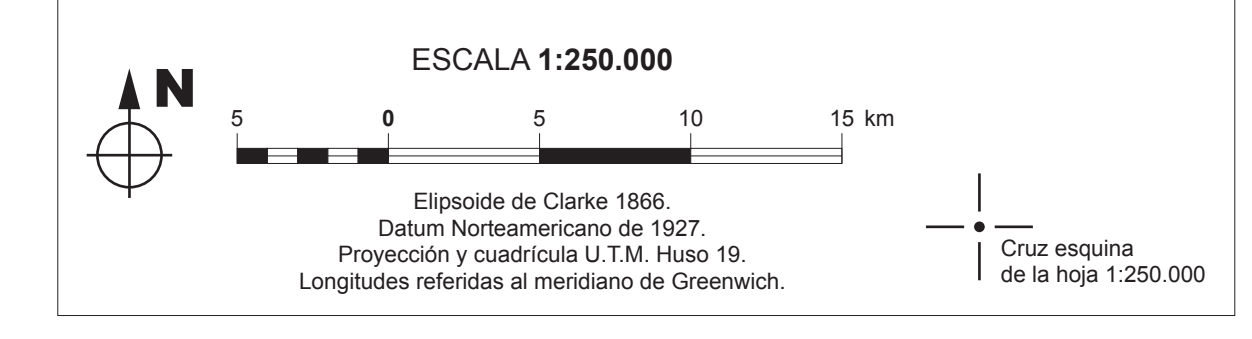 ESCALA 1:250.000
N
5 0 5 10 15 km
Elipsoide de Clarke 1866.
Datum Norteamericano de 1927.
Proyección y cuadrícula U.T.M. Huso 19.
Longitudes referidas al meridiano de Greenwich.
Cruz esquina
de la hoja 1:250.000